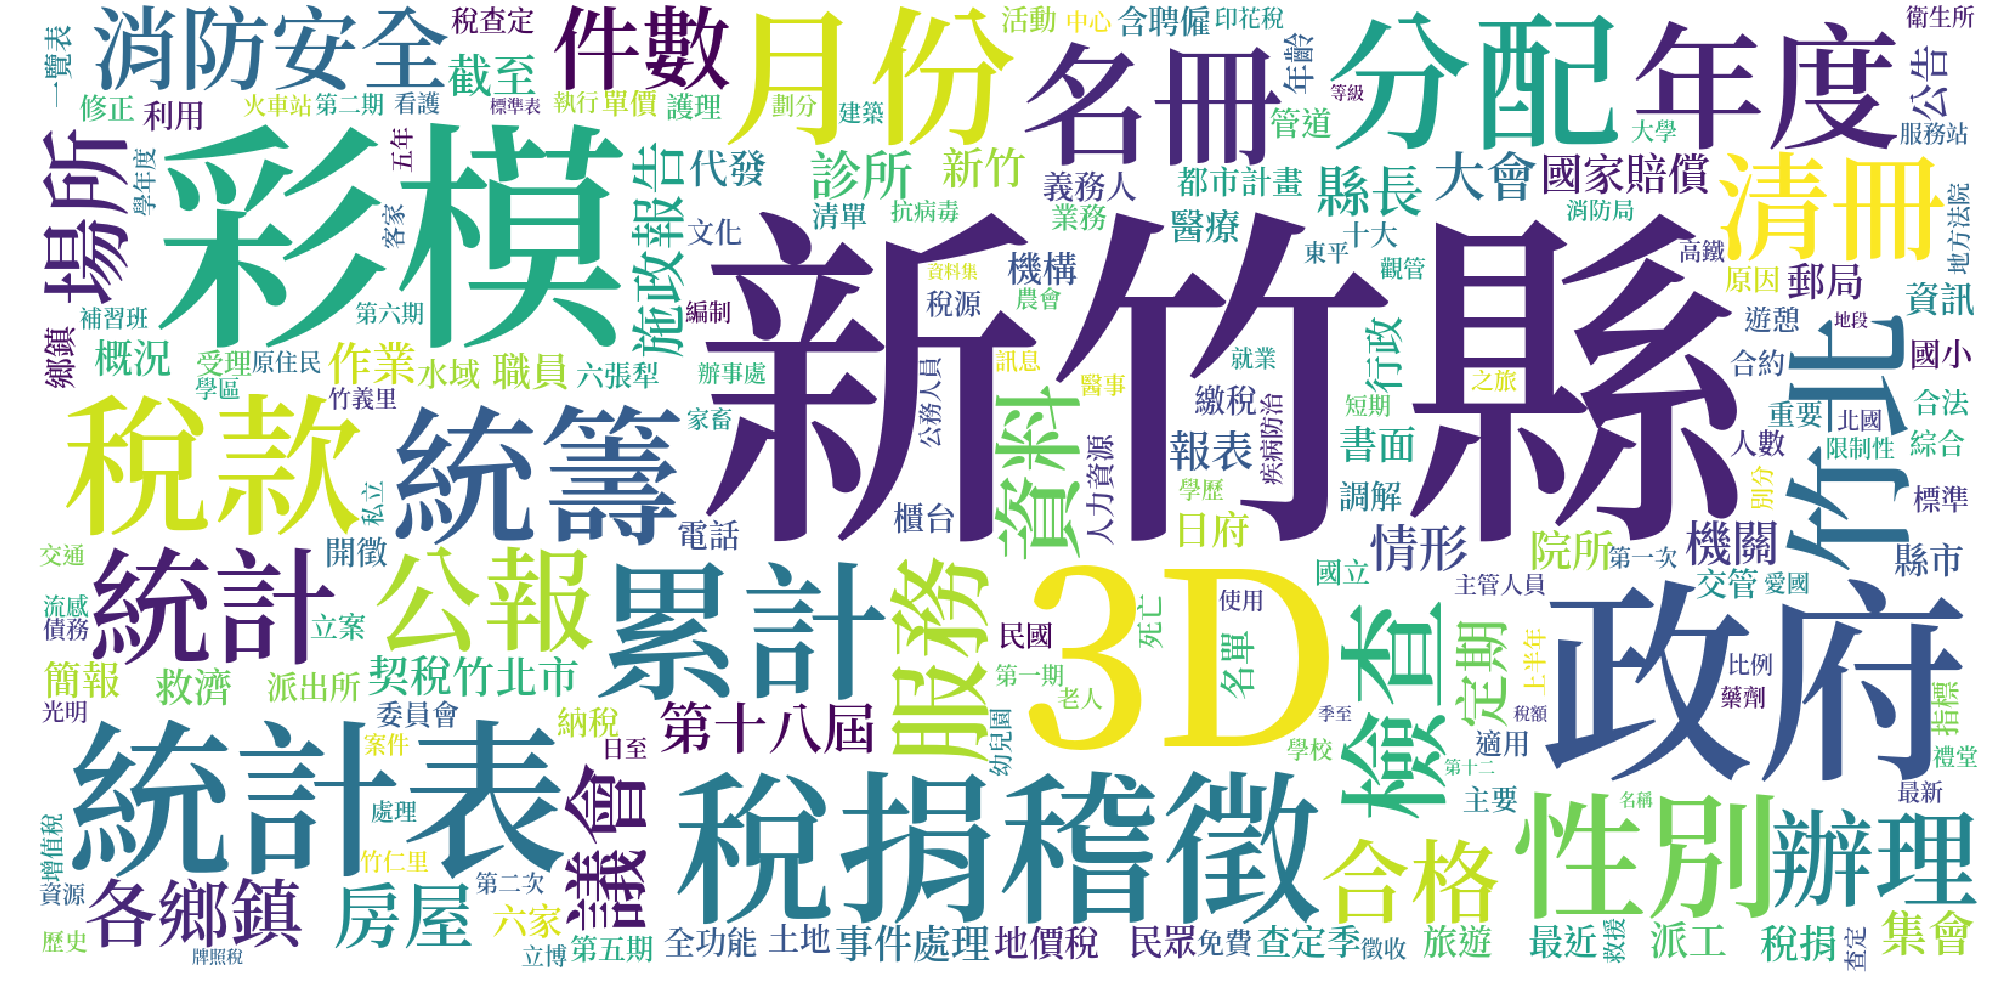 新竹縣
彩模
3D
政府
統計表
稅捐稽徵
月份
分配
年度
名冊
清冊
稅款
統籌
累計
統計
公報
竹北
服務
性別
檢查
資料
消防安全
件數
場所
辦理
合格
各鄉鎮
房屋
議會
第十八屆
契稅竹北市
施政報告
定期
一覽表
稅查定
截至
活動
中心
含聘僱
印花稅
年齡
衛生所
公告
修正
利用
火車站
第二期
看護
標準表
執行
單價
護理
劃分
建築
管道
等級
大學
服務站
學年度
五年
代發
診所
新竹
義務人
都市計畫
縣長
大會
國家賠償
客家
文化
清單
抗病毒
業務
醫療
十大
消防局
地方法院
東平
觀管
高鐵
原因
郵局
資訊
機構
資料集
農會
稅源
編制
補習班
第六期
遊憩
地段
鄉鎮
概況
受理
原住民
作業
水域
職員
六張犁
辦事處
訊息
就業
行政
合約
國小
學區
竹義里
家畜
公務人員
醫事
繳稅
之旅
短期
重要
北國
合法
疾病防治
報表
書面
人數
限制性
綜合
私立
人力資源
學歷
調解
別分
標準
櫃台
電話
開徵
日府
情形
院所
第一次
機關
縣市
交通
國立
主管人員
交管
愛國
流感
債務
立案
使用
死亡
民國
名單
上半年
比例
簡報
救濟
派出所
第一期
老人
藥劑
指標
光明
委員會
納稅
季至
稅額
案件
日至
幼兒園
學校
適用
第十二
禮堂
處理
主要
名稱
最新
增值稅
竹仁里
資源
第二次
六家
歷史
牌照稅
立博
第五期
全功能
土地
事件處理
地價稅
民眾
免費
查定季
徵收
旅遊
最近
救援
派工
稅捐
查定
集會